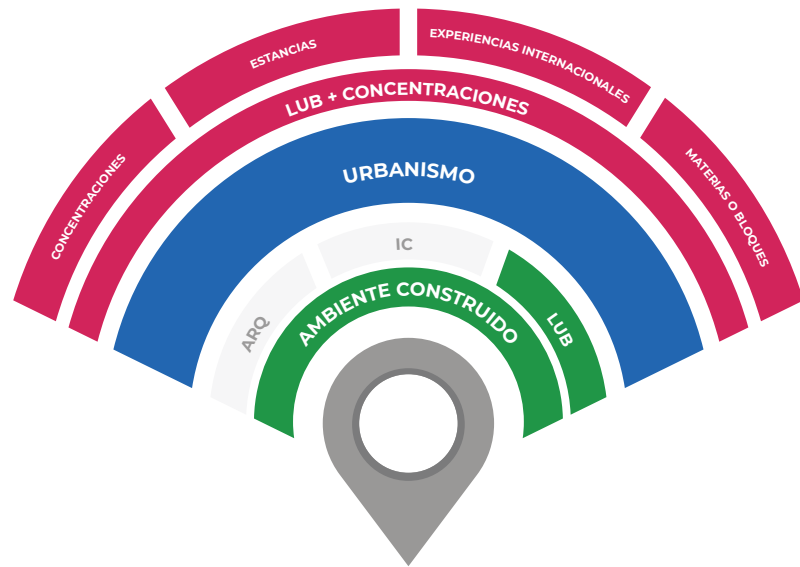 CONCENTRACIONES
ESTANCIAS
EXPERIENCIAS INTERNACIONALES
MATERIAS O BLOQUES
LUB + CONCENTRACIONES
URBANISMO
ARQ
IC
LUB
AMBIENTE CONSTRUIDO